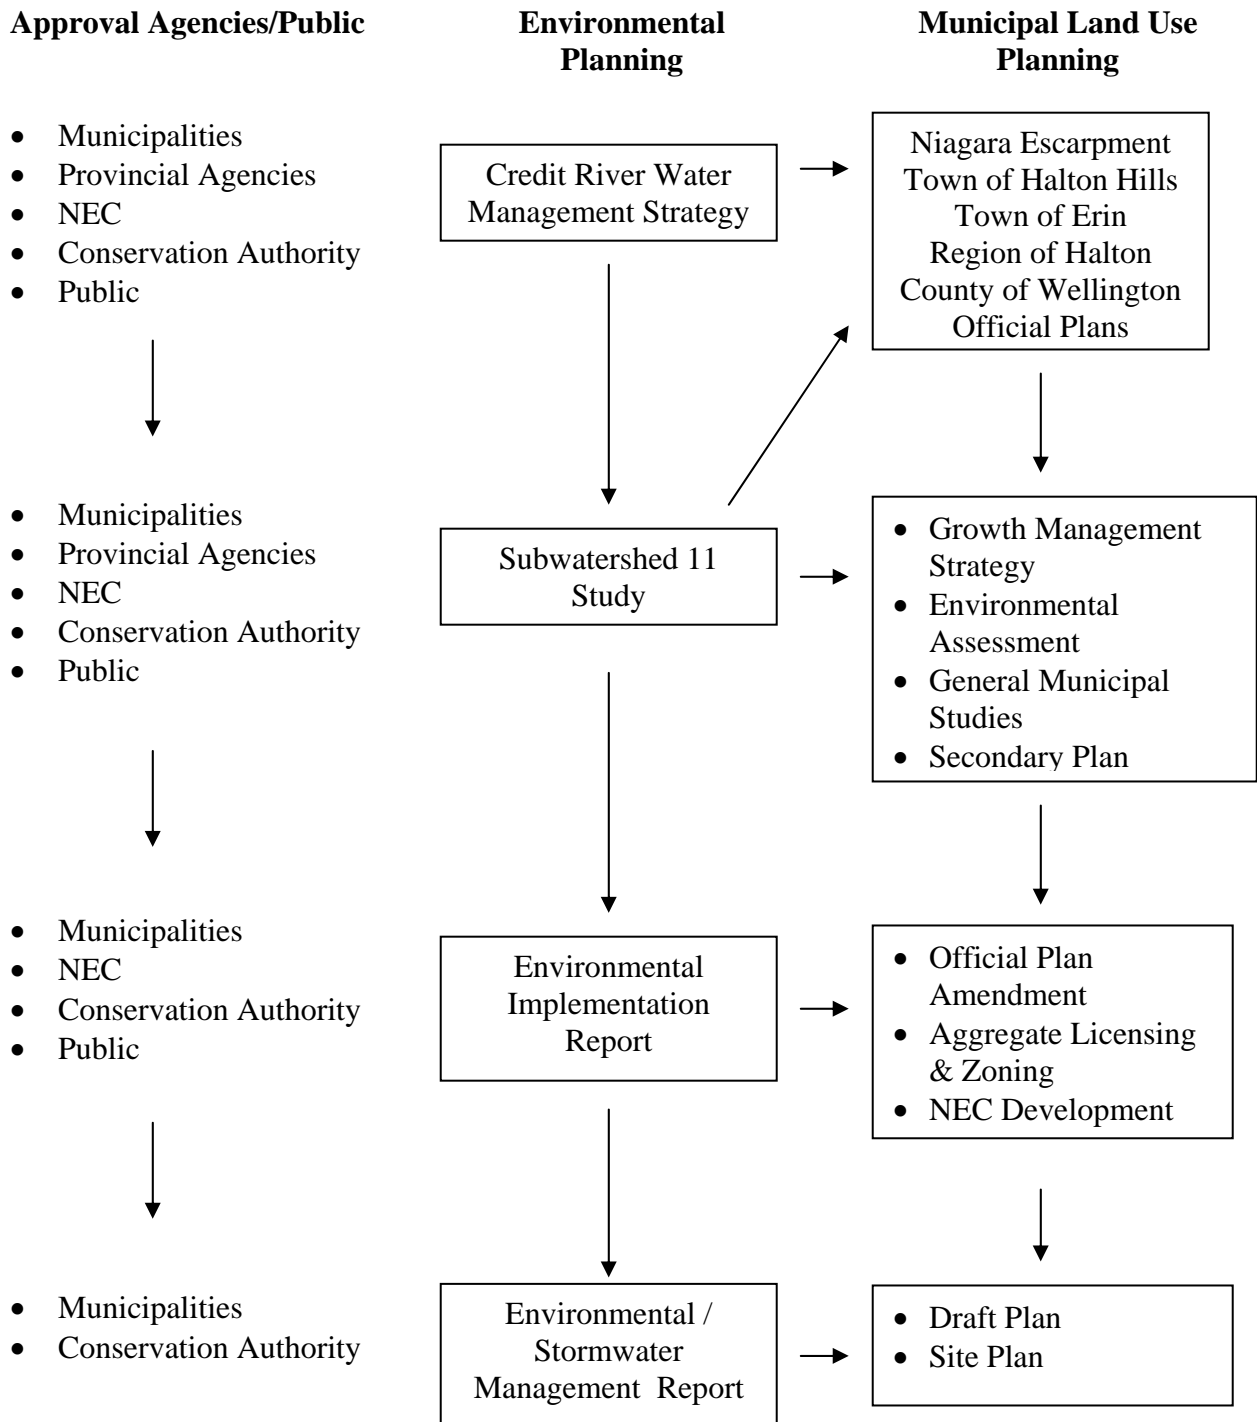 Approval Agencies/Public
Environmental
Planning
Municipal Land Use
Planning
• Municipalities
• Provincial Agencies
• NEC
• Conservation Authority
• Public
Credit River Water
Management Strategy
Niagara Escarpment
Town of Halton Hills
Town of Erin
Region of Halton
County of Wellington
Official Plans
• Municipalities
• Provincial Agencies
• NEC
• Conservation Authority
• Public
Subwatershed 11
Study
• Growth Management
Strategy
• Environmental
Assessment
• General Municipal
Studies
• Secondary Plan
• Municipalities
• NEC
• Conservation Authority
• Public
Environmental
Implementation
Report
• Official Plan
Amendment
• Aggregate Licensing
& Zoning
• NEC Development
• Municipalities
• Conservation Authority
Environmental /
Stormwater
Management Report
• Draft Plan
• Site Plan